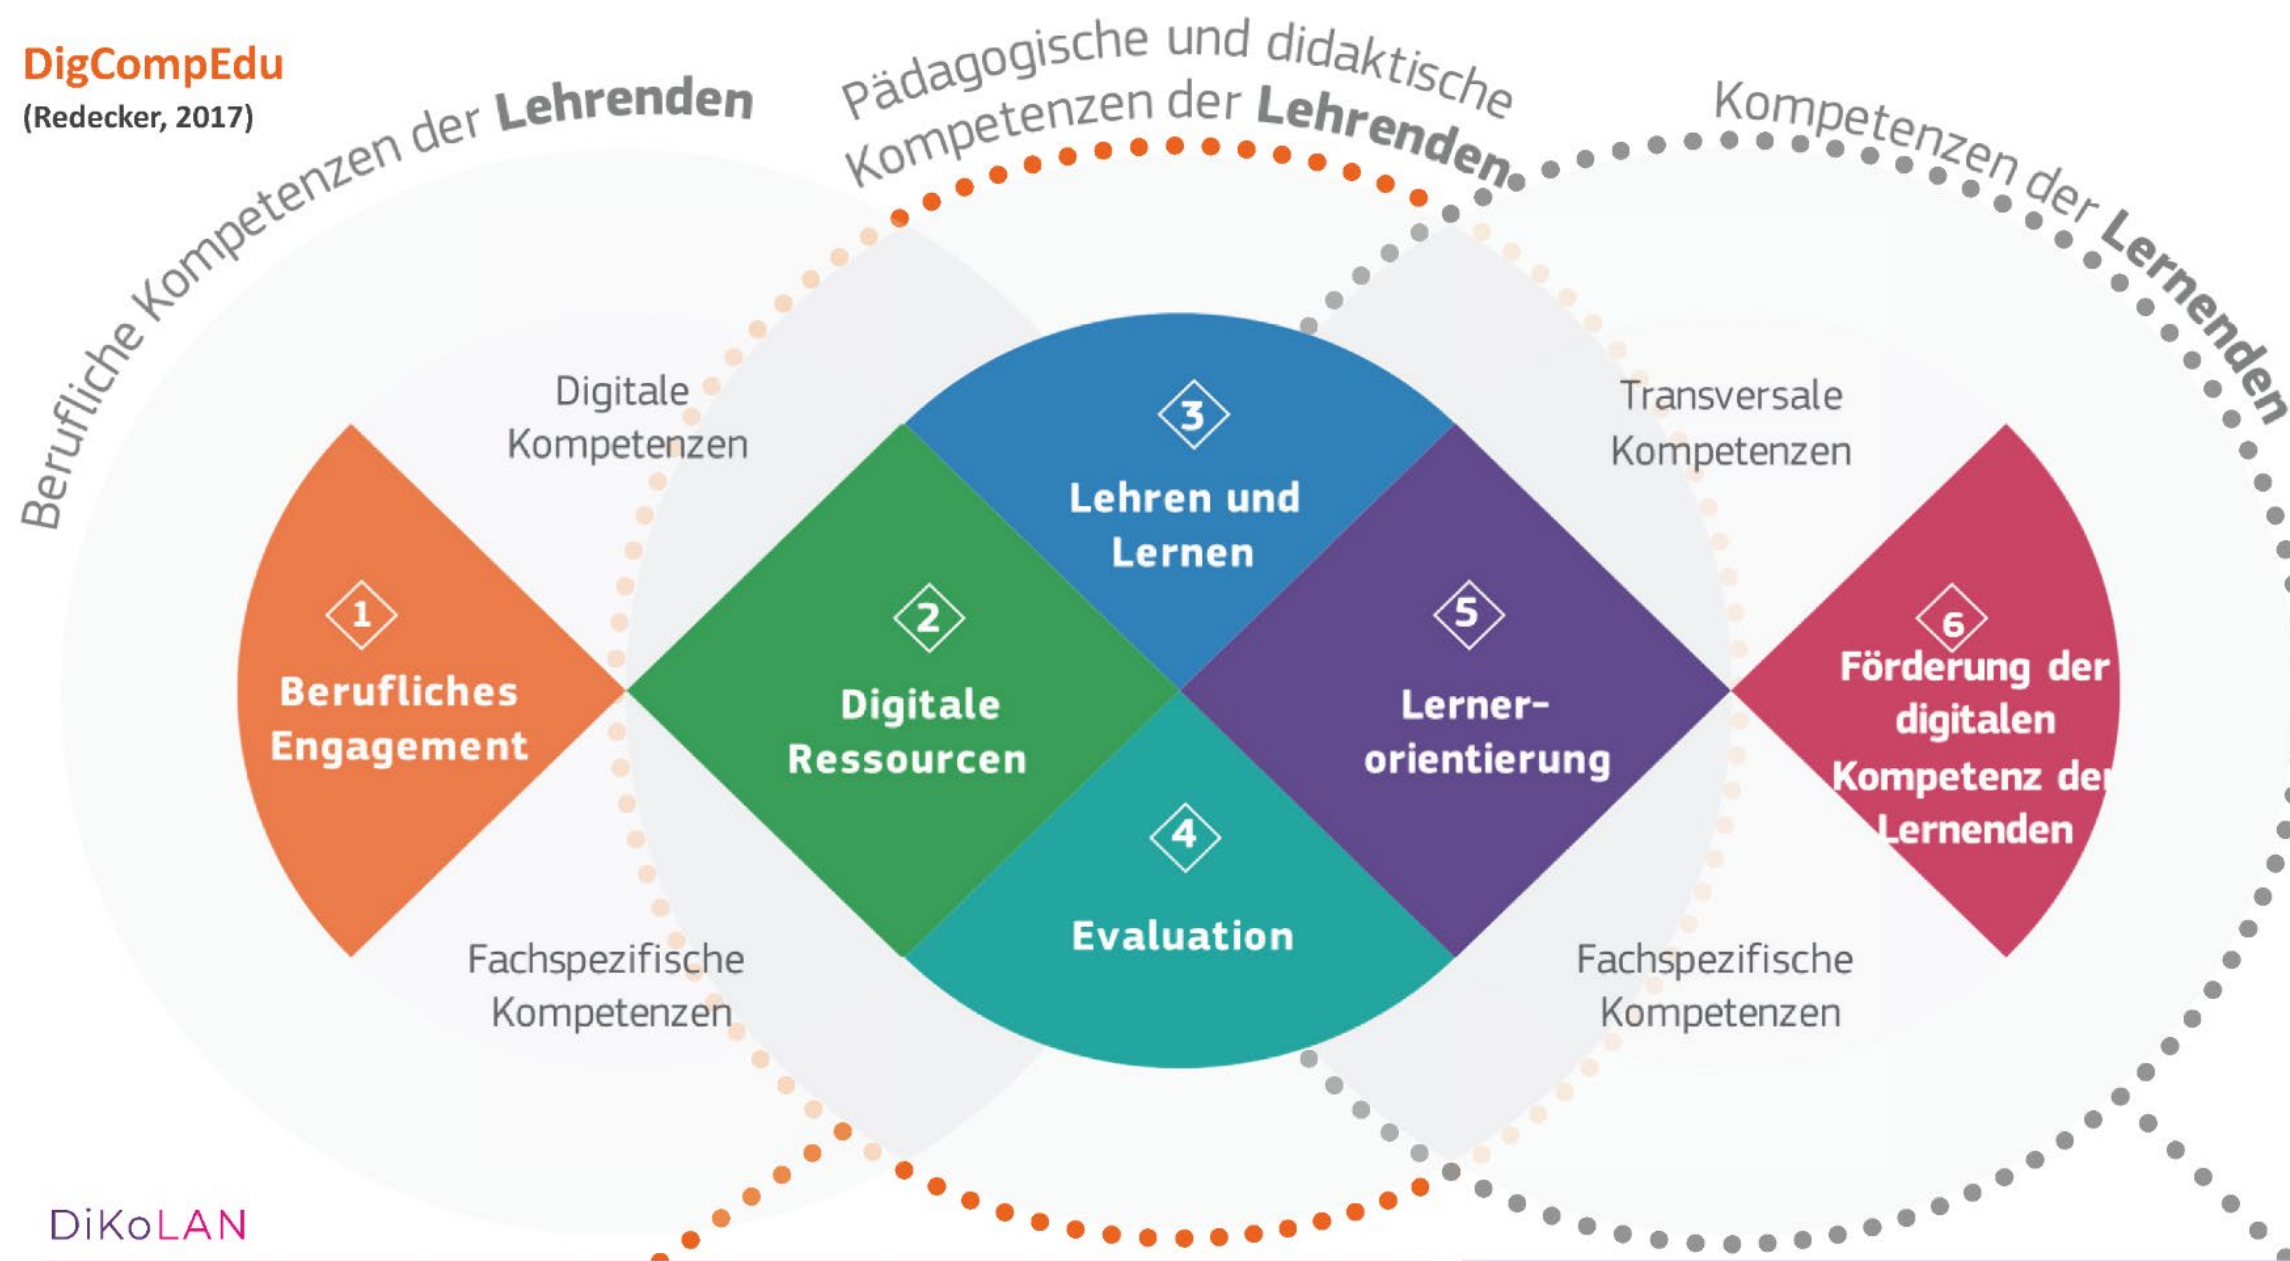 DigCompEdu
(Redecker, 2017)
Berufliche Kompetenzen der Lehrenden
Pädagogische und didaktische
Kompetenzen der Lehrenden
Kompetenzen der Lernenden
Digitale
Kompetenzen
Transversale
Kompetenzen
1
Berufliches
Engagement
2
Digitale
Ressourcen
3
Lehren und
Lernen
4
Evaluation
5
Lerner-
orientierung
6
Förderung der
digitalen
Kompetenz der
Lernenden
Fachspezifische
Kompetenzen
Fachspezifische
Kompetenzen
DiKoLAN